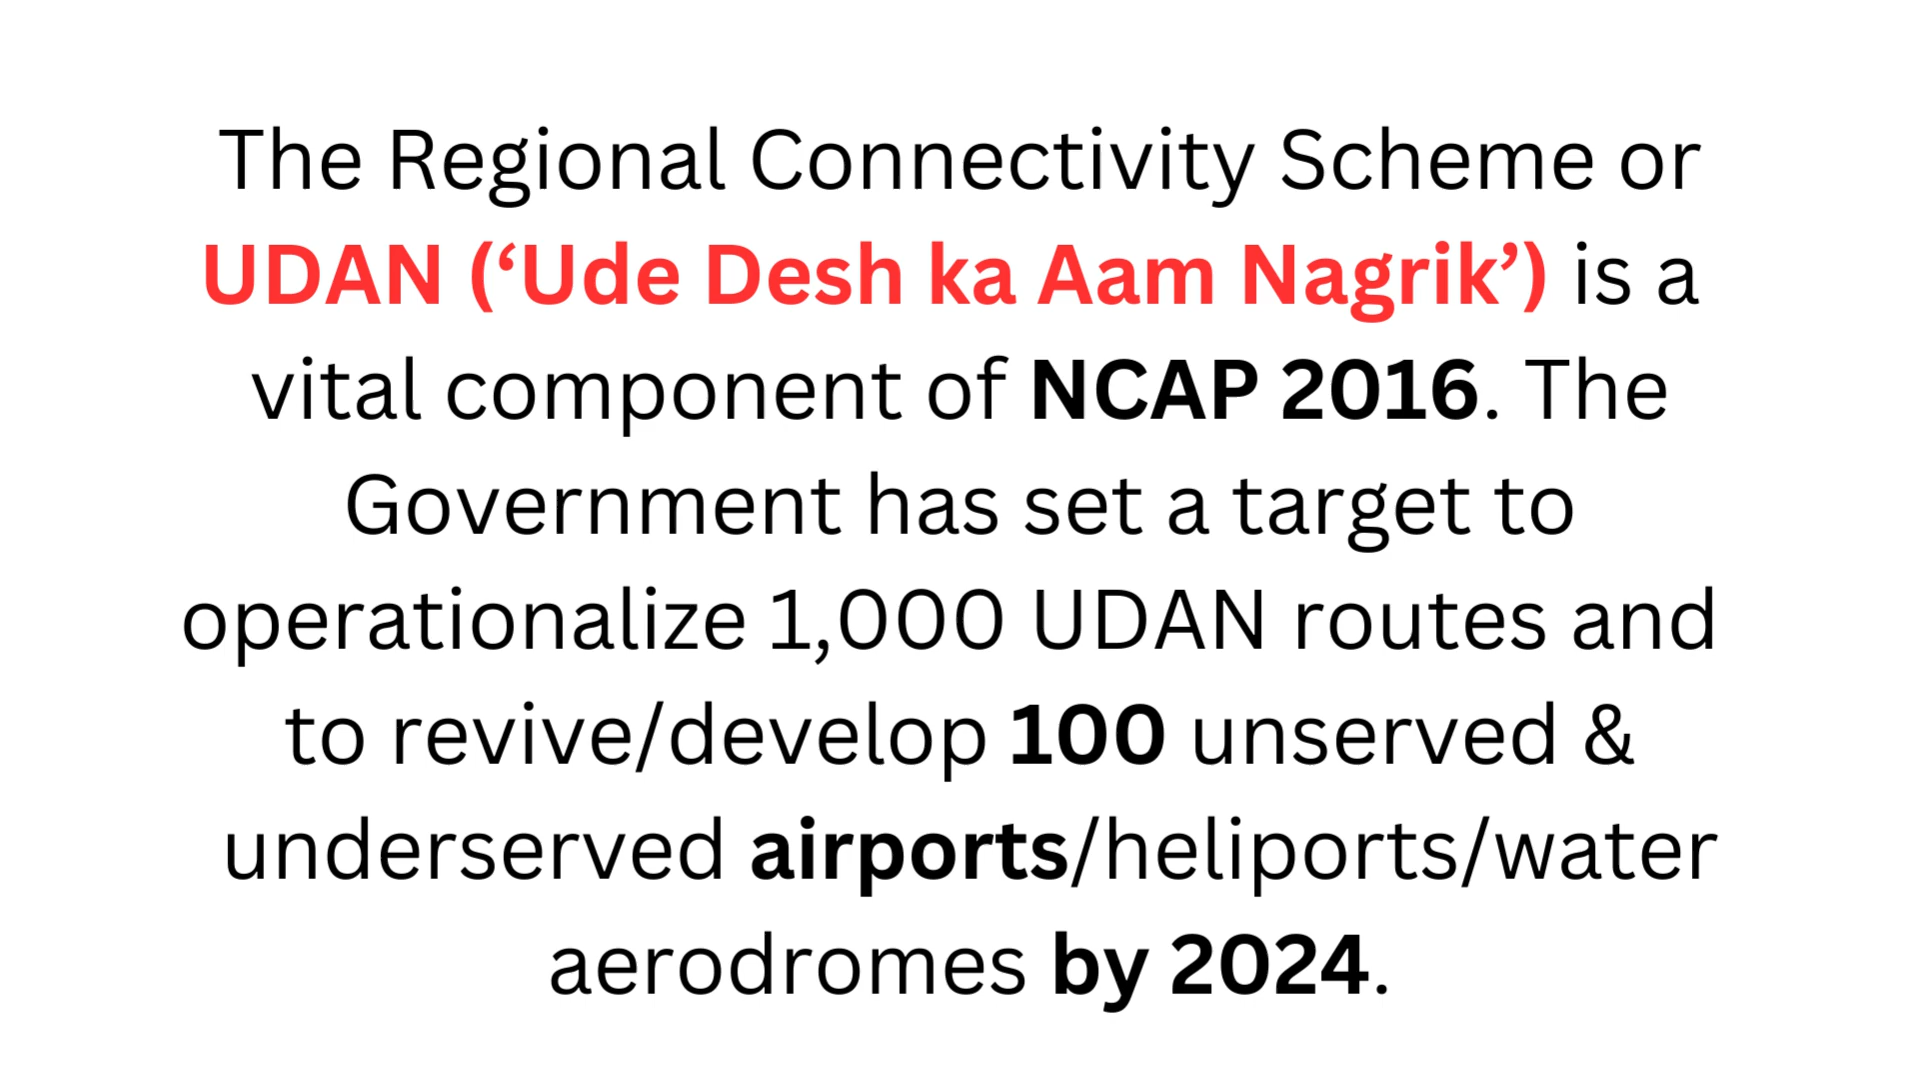 The Regional Connectivity Scheme or
UDAN (‘Ude Desh ka Aam Nagrik’) is a
vital component of NCAP 2016. The
Government has set a target to
operationalize 1,000 UDAN routes and
to revive/develop 100 unserved &
underserved airports/heliports/water
aerodromes by 2024.